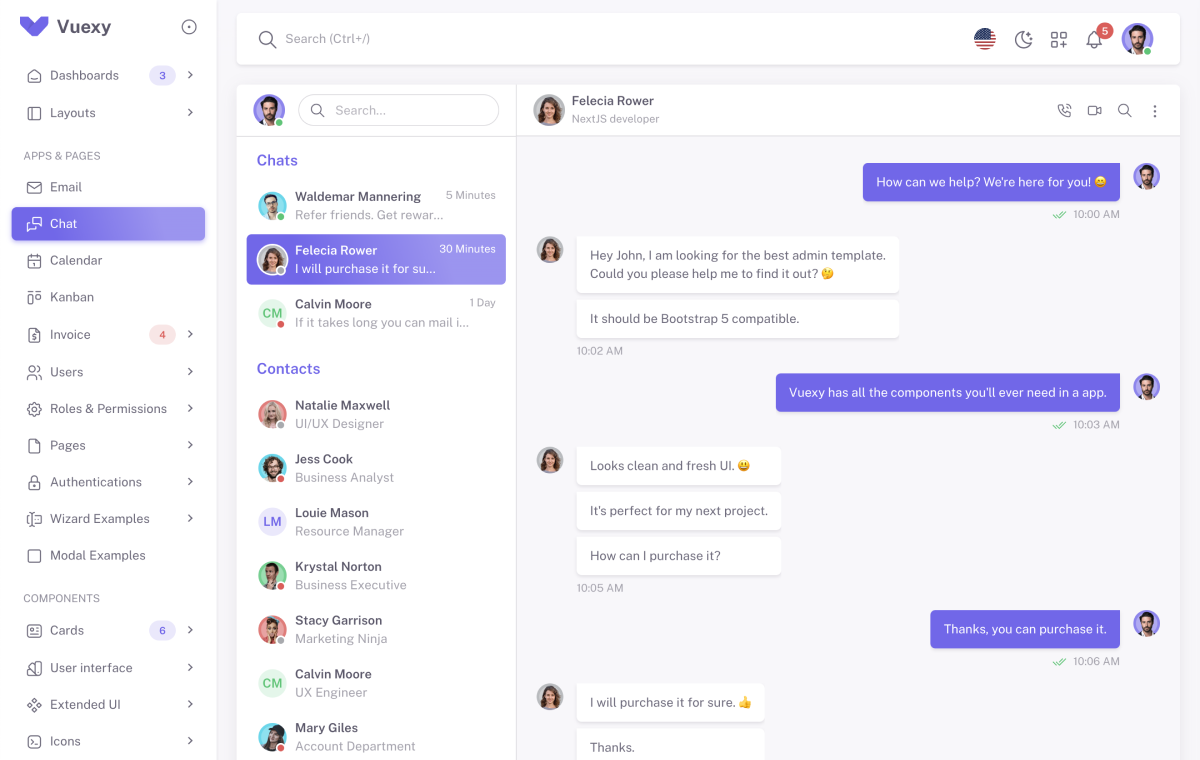 Vuexy
Dashboards 3
Layouts
APPS & PAGES
Email
Chat
Calendar
Kanban
Invoice 4
Users
Roles & Permissions
Pages
Authentications
Wizard Examples
Modal Examples
COMPONENTS
Cards 6
User interface
Extended UI
Icons
Search (Ctrl+/)
5
Search...
Chats
Waldemar Mannering 5 Minutes
Refer friends. Get rewar...
Felecia Rower 30 Minutes
I will purchase it for su...
CM
Calvin Moore 1 Day
If it takes long you can mail i...
Contacts
Natalie Maxwell
UI/UX Designer
Jess Cook
Business Analyst
LM
Louie Mason
Resource Manager
Krystal Norton
Business Executive
Stacy Garrison
Marketing Ninja
CM
Calvin Moore
UX Engineer
Mary Giles
Account Department
Felecia Rower
NextJS developer
How can we help? We're here for you! 😄
10:00 AM
Hey John, I am looking for the best admin template.
Could you please help me to find it out? 🤔
It should be Bootstrap 5 compatible.
10:02 AM
Vuexy has all the components you'll ever need in a app.
10:03 AM
Looks clean and fresh UI. 😃
It's perfect for my next project.
How can I purchase it?
10:05 AM
Thanks, you can purchase it.
10:06 AM
I will purchase it for sure. 👍
Thanks.